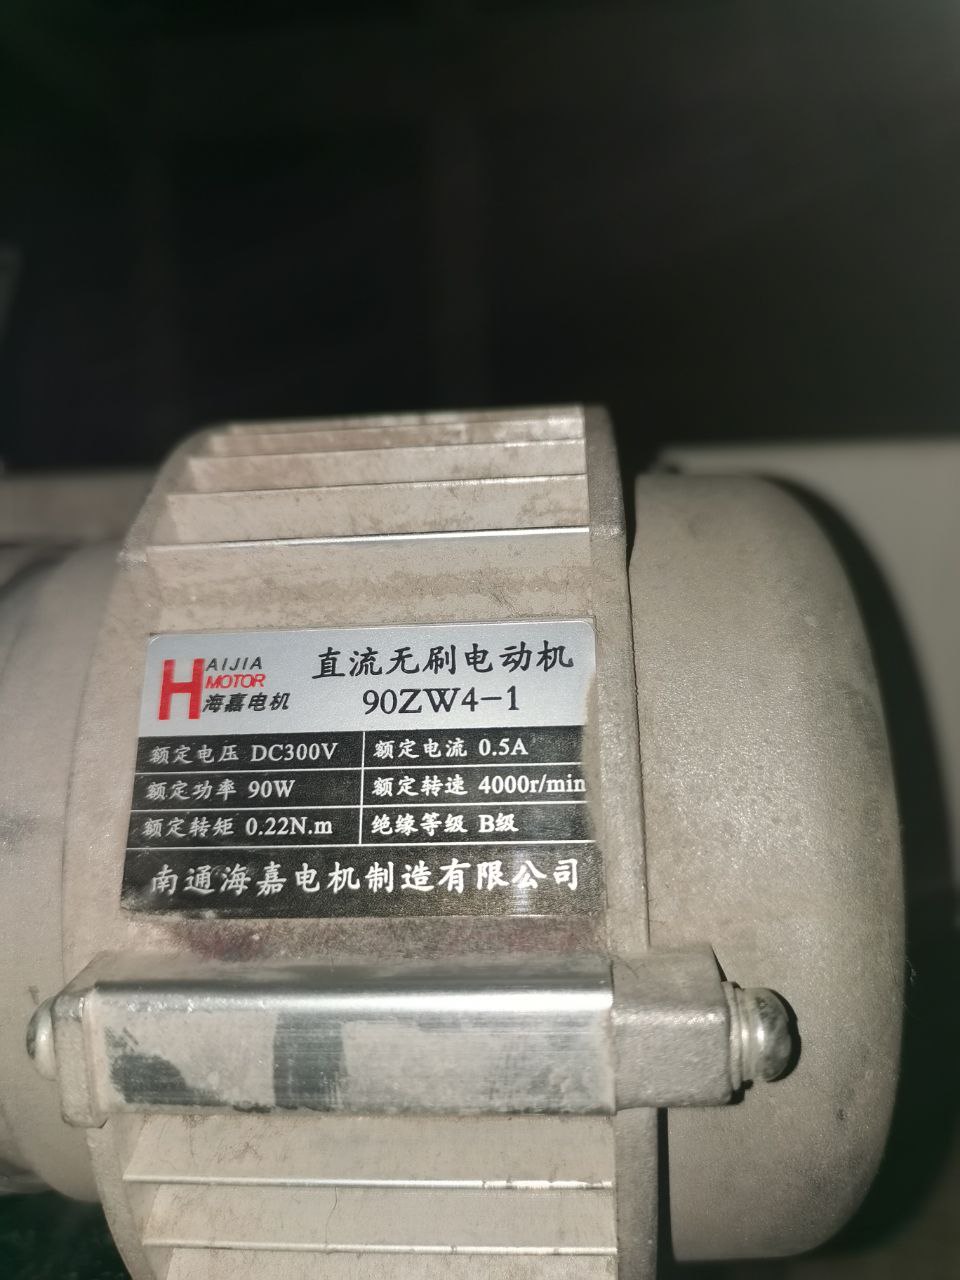 HAIJIA
MOTOR
海嘉电机
直流无刷电动机
90ZW4-1
额定电压 DC300V
额定电流 0.5A
额定功率 90W
额定转速 4000r/min
额定转矩 0.22N.m
绝缘等级 B级
南通海嘉电机制造有限公司